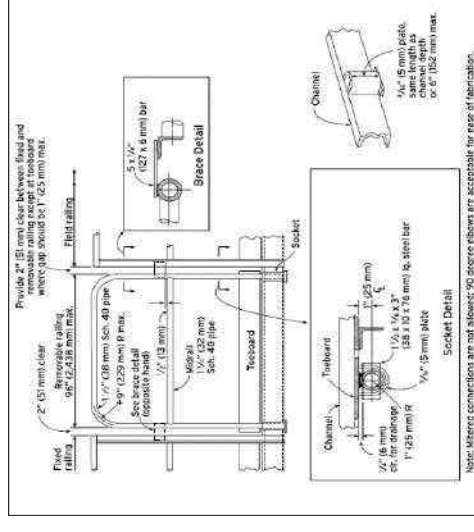 Provide 2" (51 mm) clear between fixed and
removable railing except at toeboard
where gap should be 1" (25 mm) max.
2" (51 mm) clear
Removable railing
96" (2,438 mm) max.
Fixed
railing
Field railing
1 1/2" (38 mm) Sch. 40 pipe
9" (229 mm) R max.
See brace detail
(opposite hand)
1/2" (13 mm)
Midrail
1 1/4" (32 mm)
Sch. 40 pipe
Toeboard
Socket
5 x 1/4"
(127 x 6 mm) bar
Brace Detail
Channel
Toeboard
1/4" (6 mm)
clr. for drainage
1" (25 mm) R
1" (25 mm)
1 1/2 x 3/8 x 3"
(38 x 10 x 76 mm) lg. steel bar
3/16" (5 mm) plate
Socket Detail
Channel
3/16" (5 mm) plate,
same length as
channel depth
or 6" (152 mm) max.
Note: Mitered connections are not allowed; 90 degree elbows are acceptable for ease of fabrication.